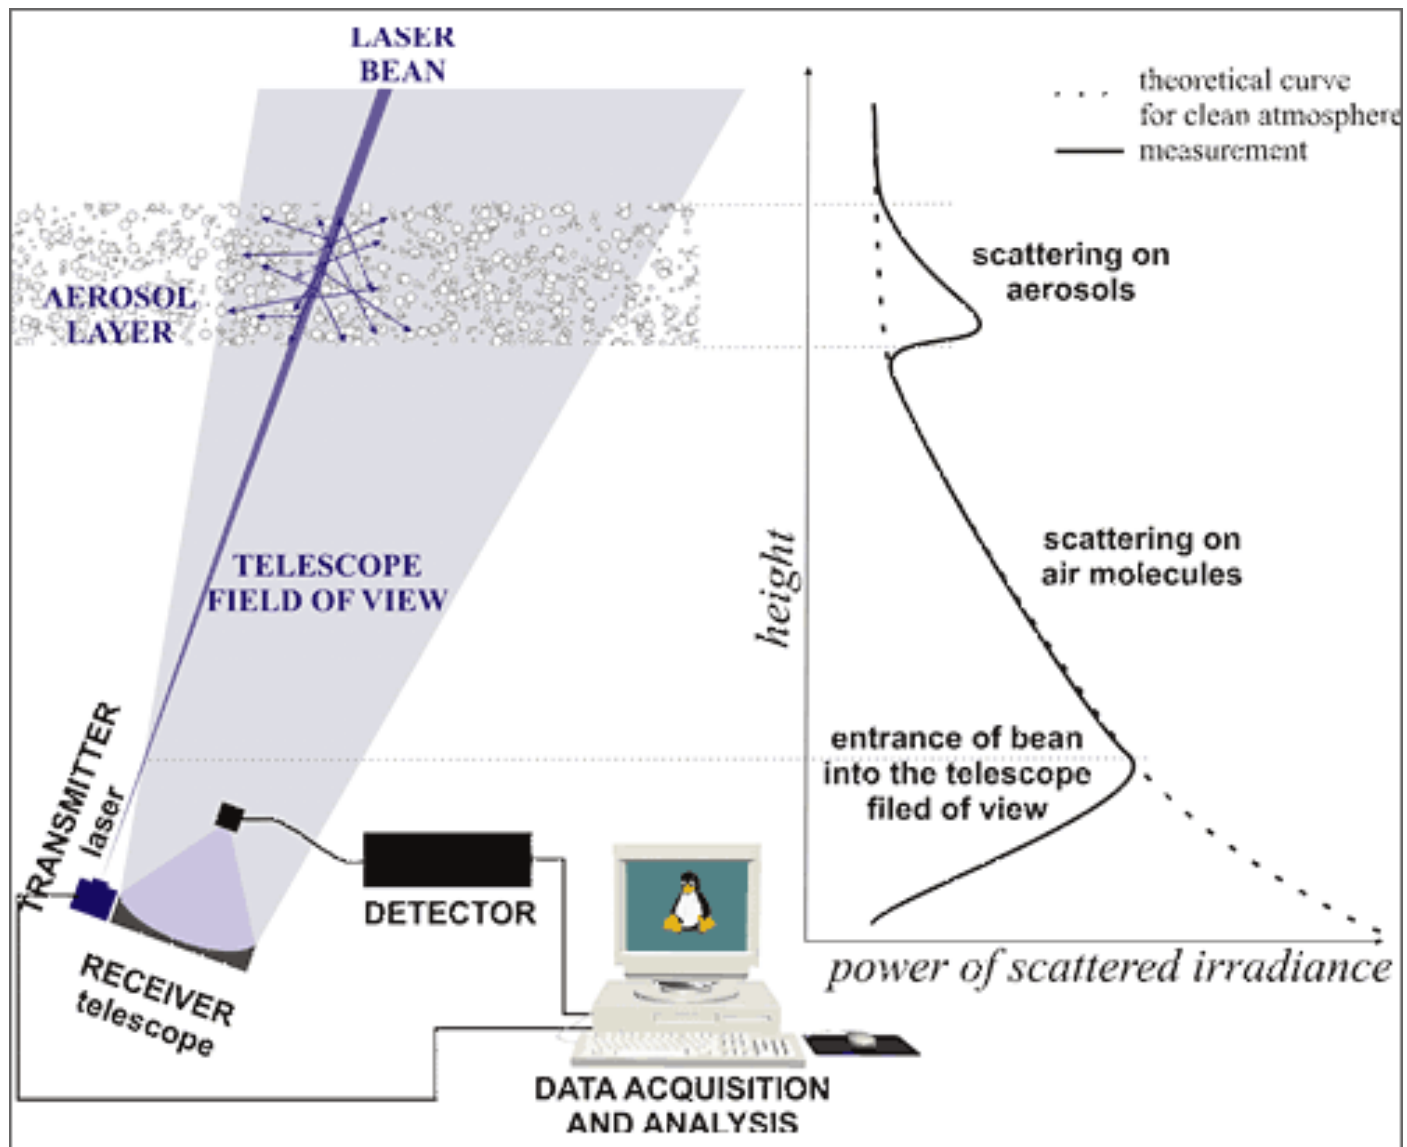 LASER
BEAN
AEROSOL
LAYER
TELESCOPE
FIELD OF VIEW
TRANSMITTER
laser
RECEIVER
telescope
DETECTOR
DATA ACQUISITION
AND ANALYSIS
theoretical curve
for clean atmosphere
measurement
scattering on
aerosols
scattering on
air molecules
height
entrance of bean
into the telescope
filed of view
power of scattered irradiance